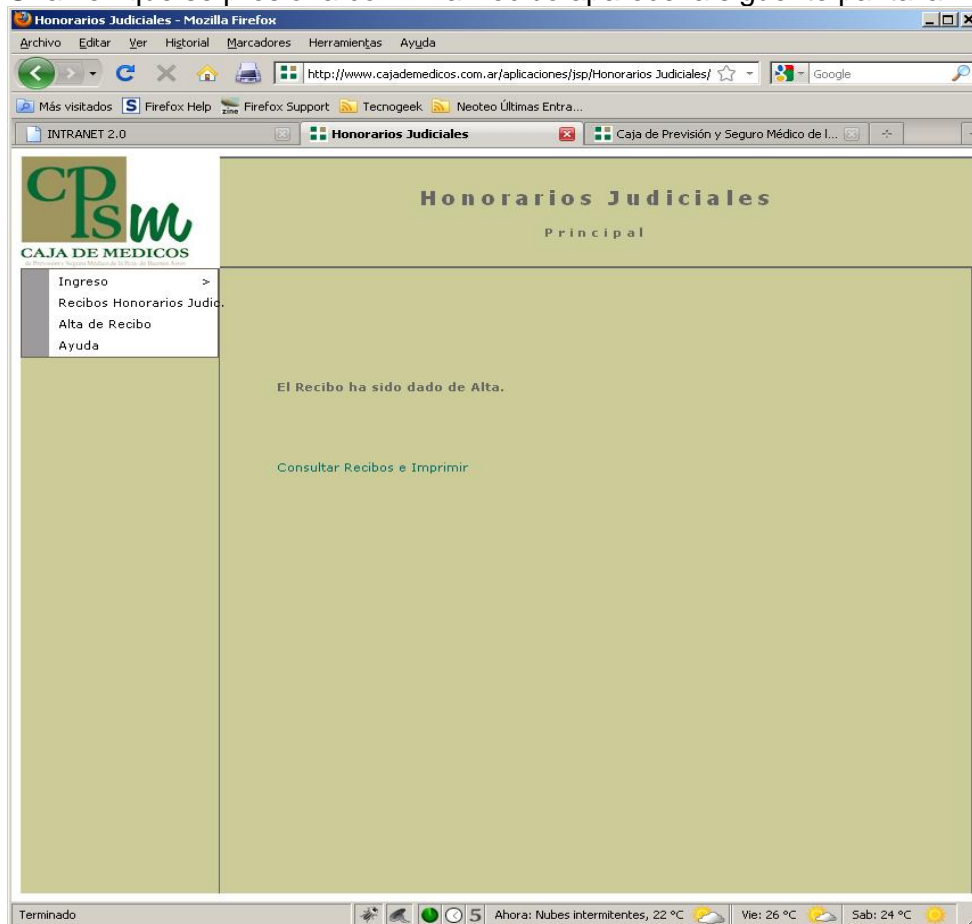 Honorarios Judiciales - Mozilla Firefox
Archivo Editar Ver Historial Marcadores Herramientas Ayuda
http://www.cajademedicos.com.ar/aplicaciones/jsp/Honorarios Judiciales/ Google
Más visitados Firefox Help Firefox Support Tecnogeek Neoteo Últimas Entra...
INTRANET 2.0 Honorarios Judiciales Caja de Previsión y Seguro Médico de l...
CPSM
CAJA DE MEDICOS
Honorarios Judiciales
Principal
Ingreso >
Recibos Honorarios Judic.
Alta de Recibo
Ayuda
El Recibo ha sido dado de Alta.
Consultar Recibos e Imprimir
Terminado 5 Ahora: Nubes intermitentes, 22 °C Vie: 26 °C Sab: 24 °C